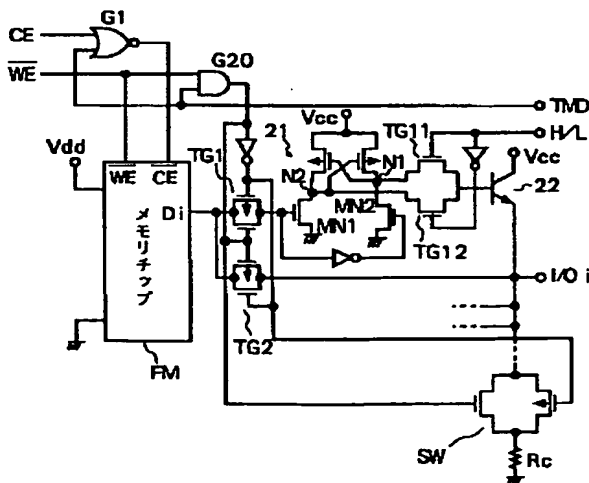 G1
CE
G20
WE
TMD
Vcc
TG11
H/L
Vdd
21
N1
Vcc
TG1
N2
22
WE CE
MN2
Di
MN1
TG12
メモリチップ
I/O i
TG2
FM
SW
Rc